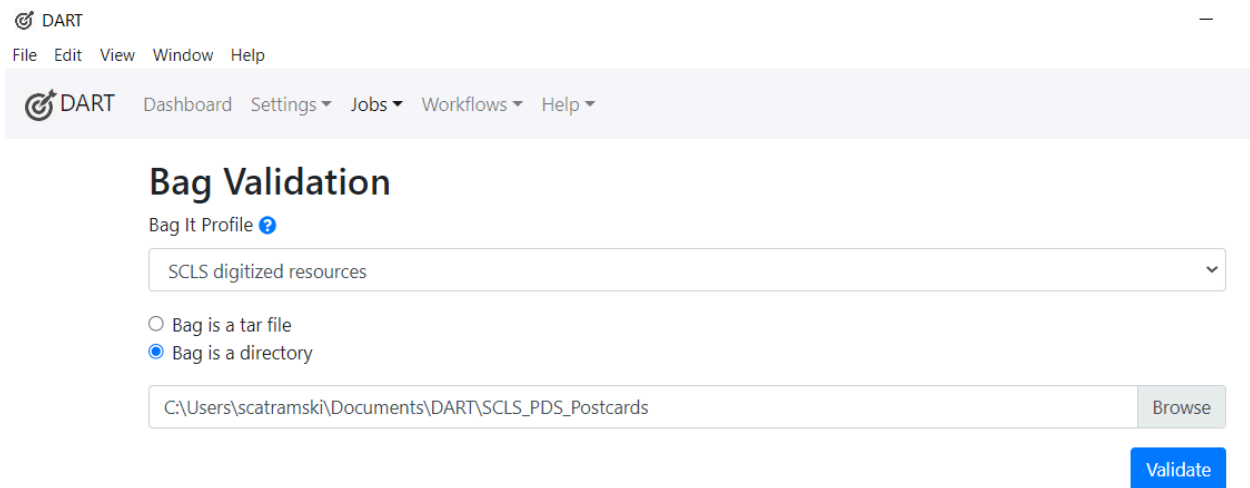 DART
File Edit View Window Help
DART Dashboard Settings Jobs Workflows Help
Bag Validation
Bag It Profile ?
SCLS digitized resources
Bag is a tar file
Bag is a directory
C:\Users\scatramski\Documents\DART\SCLS_PDS_Postcards Browse
Validate